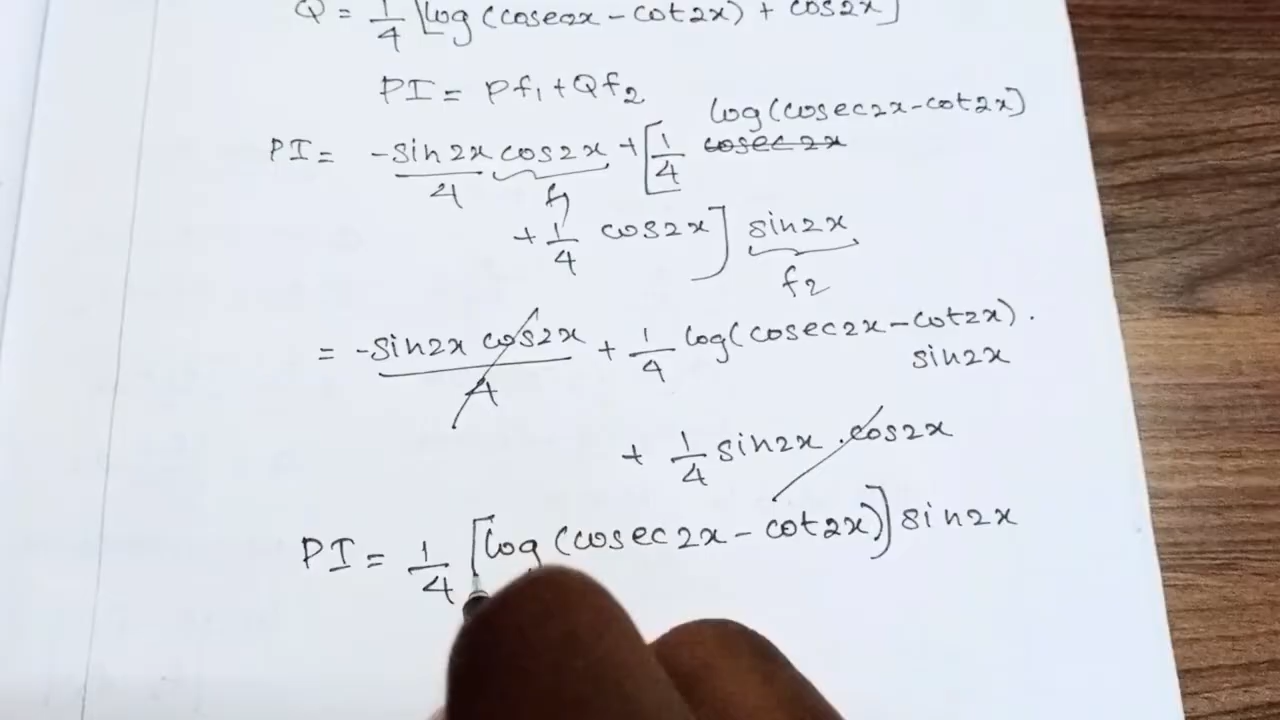 Q = 1/4 [log (cosec2x - cot2x) + cos2x]
PI = Pf₁ + Qf₂
log(cosec2x - cot2x)
PI = -sin2x/4 cos2x + [1/4 cosec 2x
f₁
+ 1/4 cos2x] sin2x
f₂
= -sin2x cos2x/4 + 1/4 log(cosec2x - cot2x) .
sin2x
+ 1/4 sin2x . cos2x
PI = 1/4 [log (cosec2x - cot2x)] sin2x